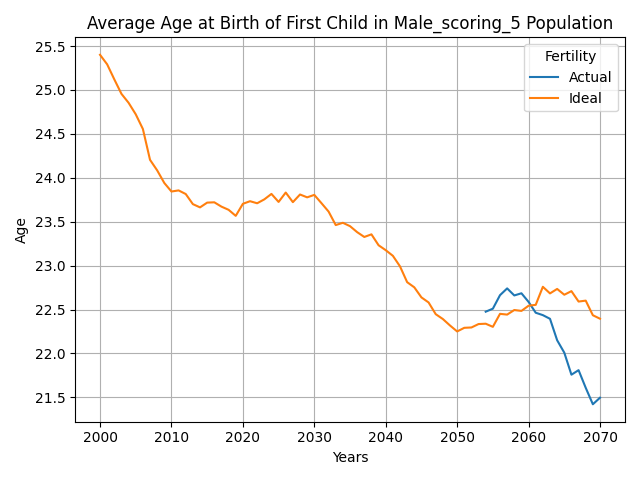 Average Age at Birth of First Child in Male_scoring_5 Population
25.5
25.0
24.5
24.0
23.5
23.0
22.5
22.0
21.5
Age
Fertility
Actual
Ideal
2000 2010 2020 2030 2040 2050 2060 2070
Years